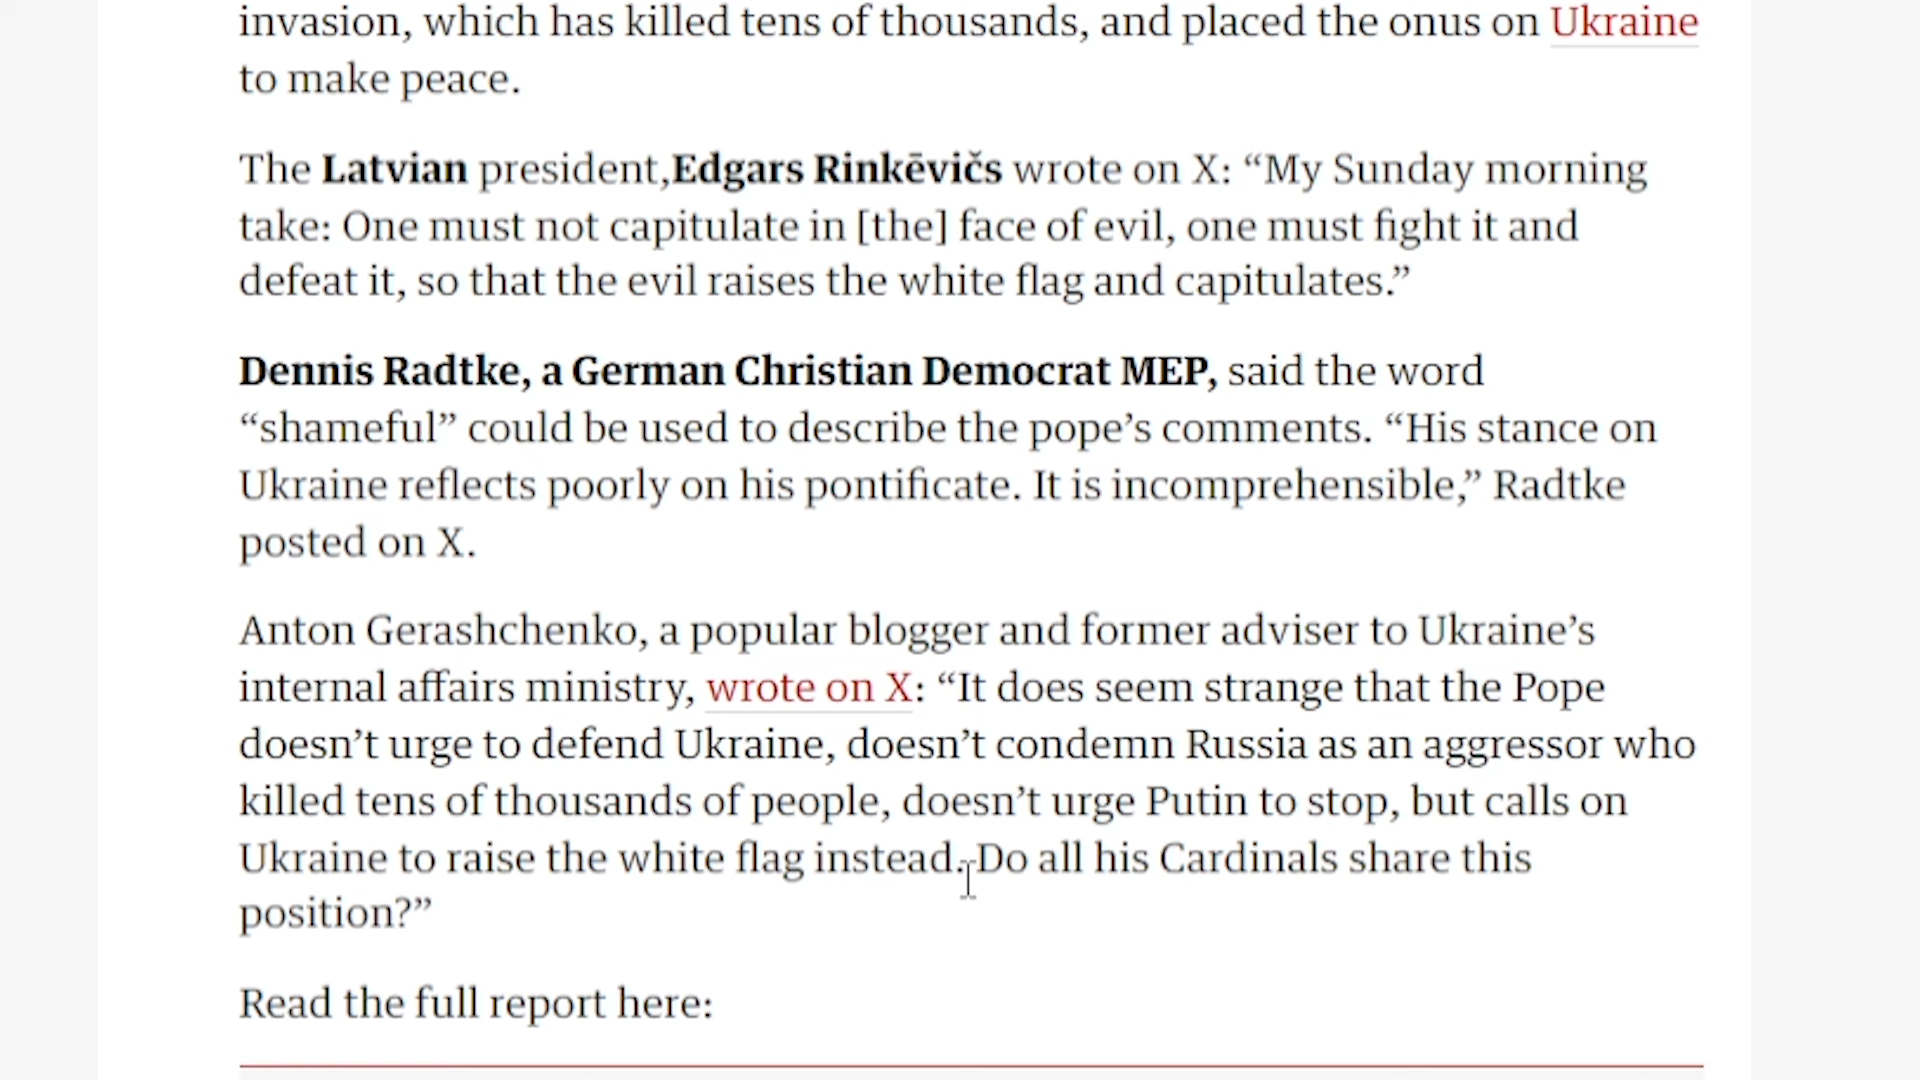 invasion, which has killed tens of thousands, and placed the onus on Ukraine
to make peace.
The Latvian president,Edgars Rinkēvičs wrote on X: “My Sunday morning
take: One must not capitulate in [the] face of evil, one must fight it and
defeat it, so that the evil raises the white flag and capitulates.”
Dennis Radtke, a German Christian Democrat MEP, said the word
“shameful” could be used to describe the pope’s comments. “His stance on
Ukraine reflects poorly on his pontificate. It is incomprehensible,” Radtke
posted on X.
Anton Gerashchenko, a popular blogger and former adviser to Ukraine’s
internal affairs ministry, wrote on X: “It does seem strange that the Pope
doesn’t urge to defend Ukraine, doesn’t condemn Russia as an aggressor who
killed tens of thousands of people, doesn’t urge Putin to stop, but calls on
Ukraine to raise the white flag instead. Do all his Cardinals share this
position?”
Read the full report here: